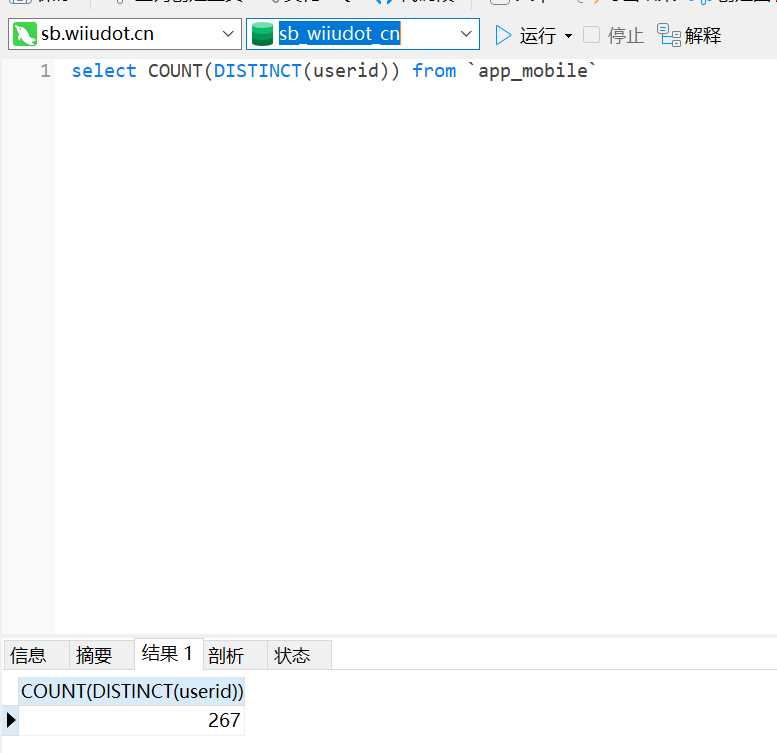 sb.wiiudot.cn sb_wiiudot_cn 运行 停止 解释
1 select COUNT(DISTINCT(userid)) from `app_mobile`
信息 摘要 结果 1 剖析 状态
COUNT(DISTINCT(userid))
267